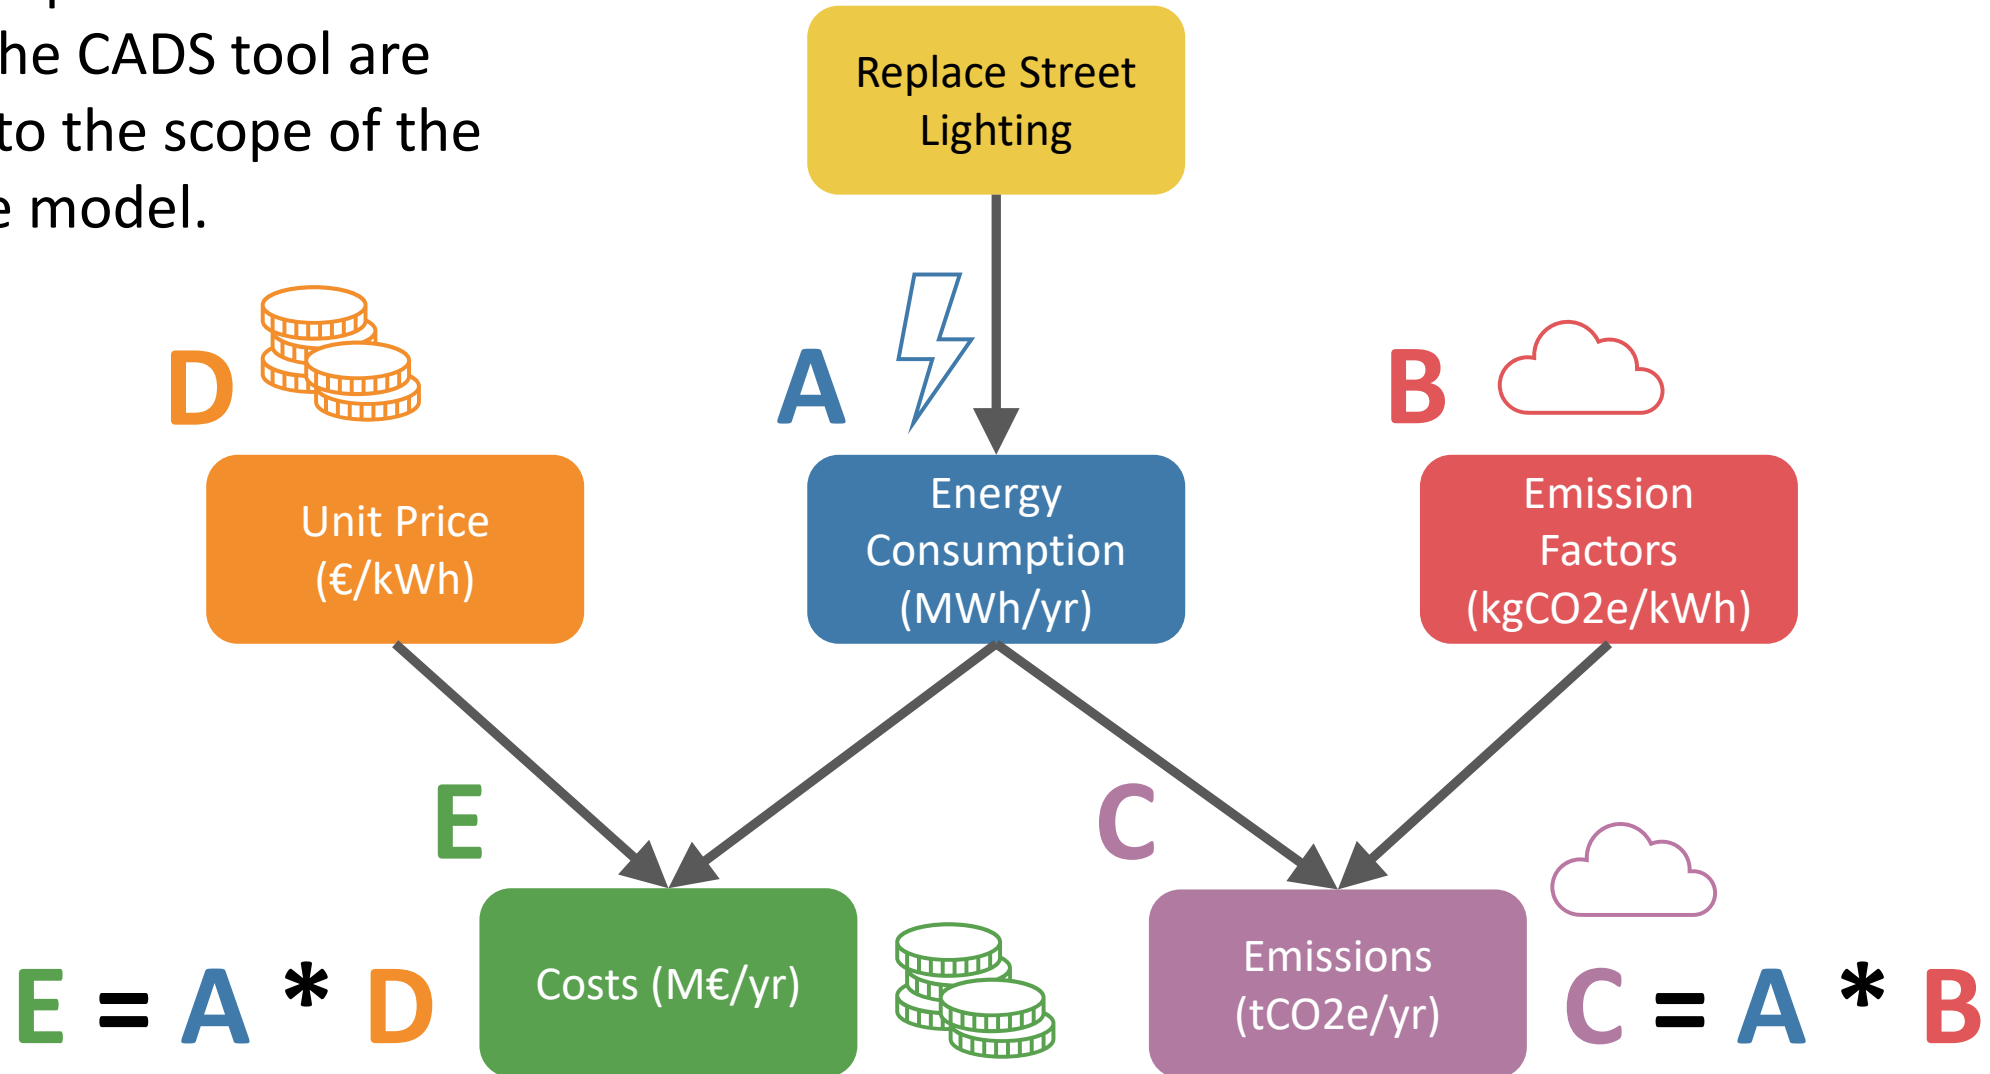 he CADS tool are
to the scope of the
e model.
Replace Street
Lighting
D
A
B
Unit Price
(€/kWh)
Energy
Consumption
(MWh/yr)
Emission
Factors
(kgCO2e/kWh)
E
C
E = A * D
Costs (M€/yr)
Emissions
(tCO2e/yr)
C = A * B